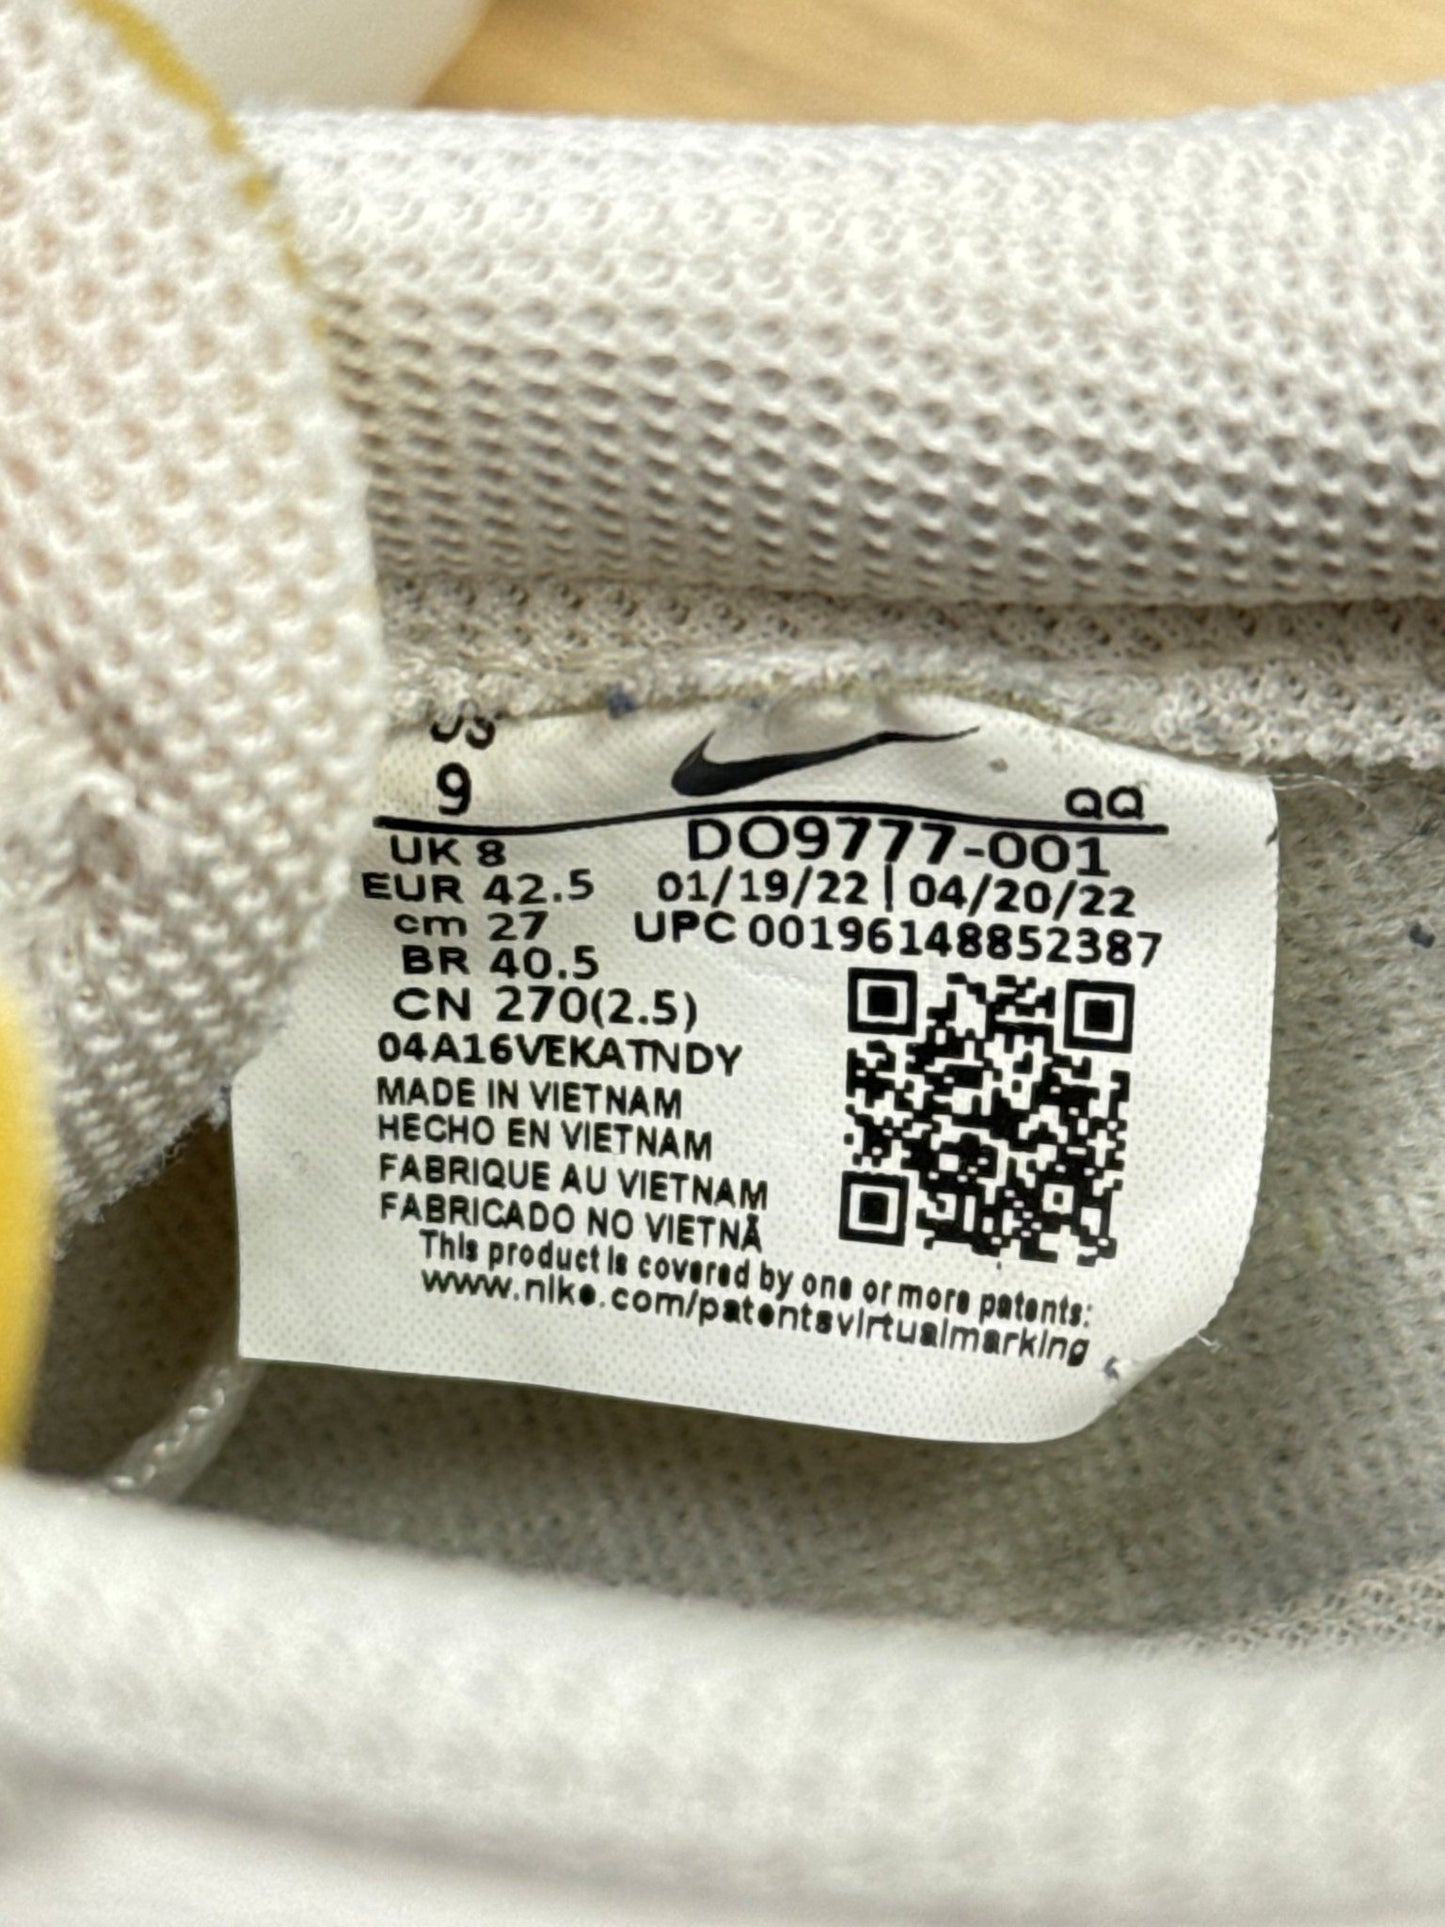 US
9
QQ
UK 8
DO9777-001
EUR 42.5
01/19/22 | 04/20/22
cm 27
UPC 00196148852387
BR 40.5
CN 270(2.5)
04A16VEKATNDY
MADE IN VIETNAM
HECHO EN VIETNAM
FABRIQUE AU VIETNAM
FABRICADO NO VIETNÃ
This product is covered by one or more patents:
www.nike.com/patentsvirtualmarking